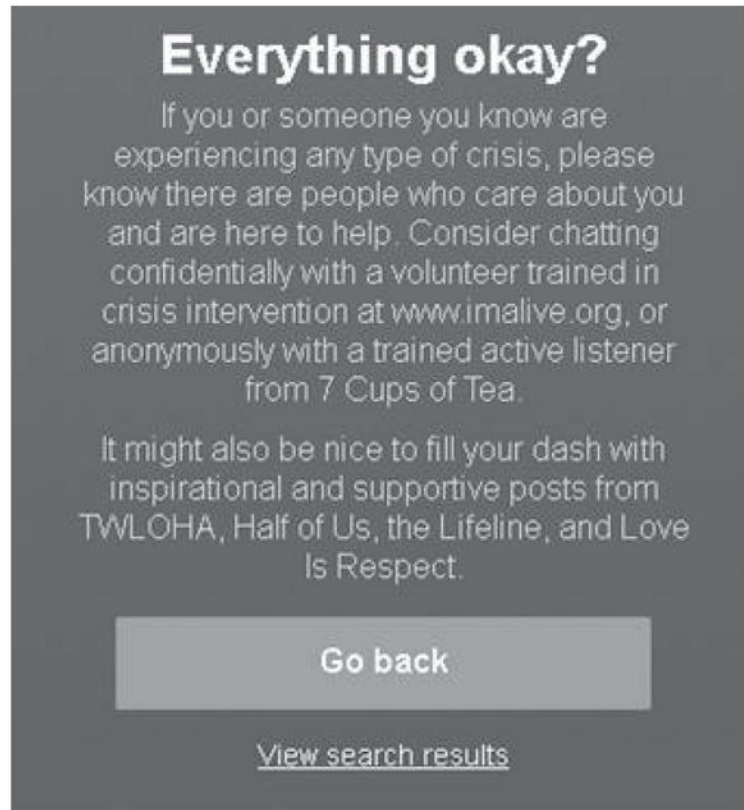 Everything okay?
If you or someone you know are
experiencing any type of crisis, please
know there are people who care about you
and are here to help. Consider chatting
confidentially with a volunteer trained in
crisis intervention at www.imalive.org, or
anonymously with a trained active listener
from 7 Cups of Tea.
It might also be nice to fill your dash with
inspirational and supportive posts from
TWLOHA, Half of Us, the Lifeline, and Love
Is Respect.
Go back
View search results